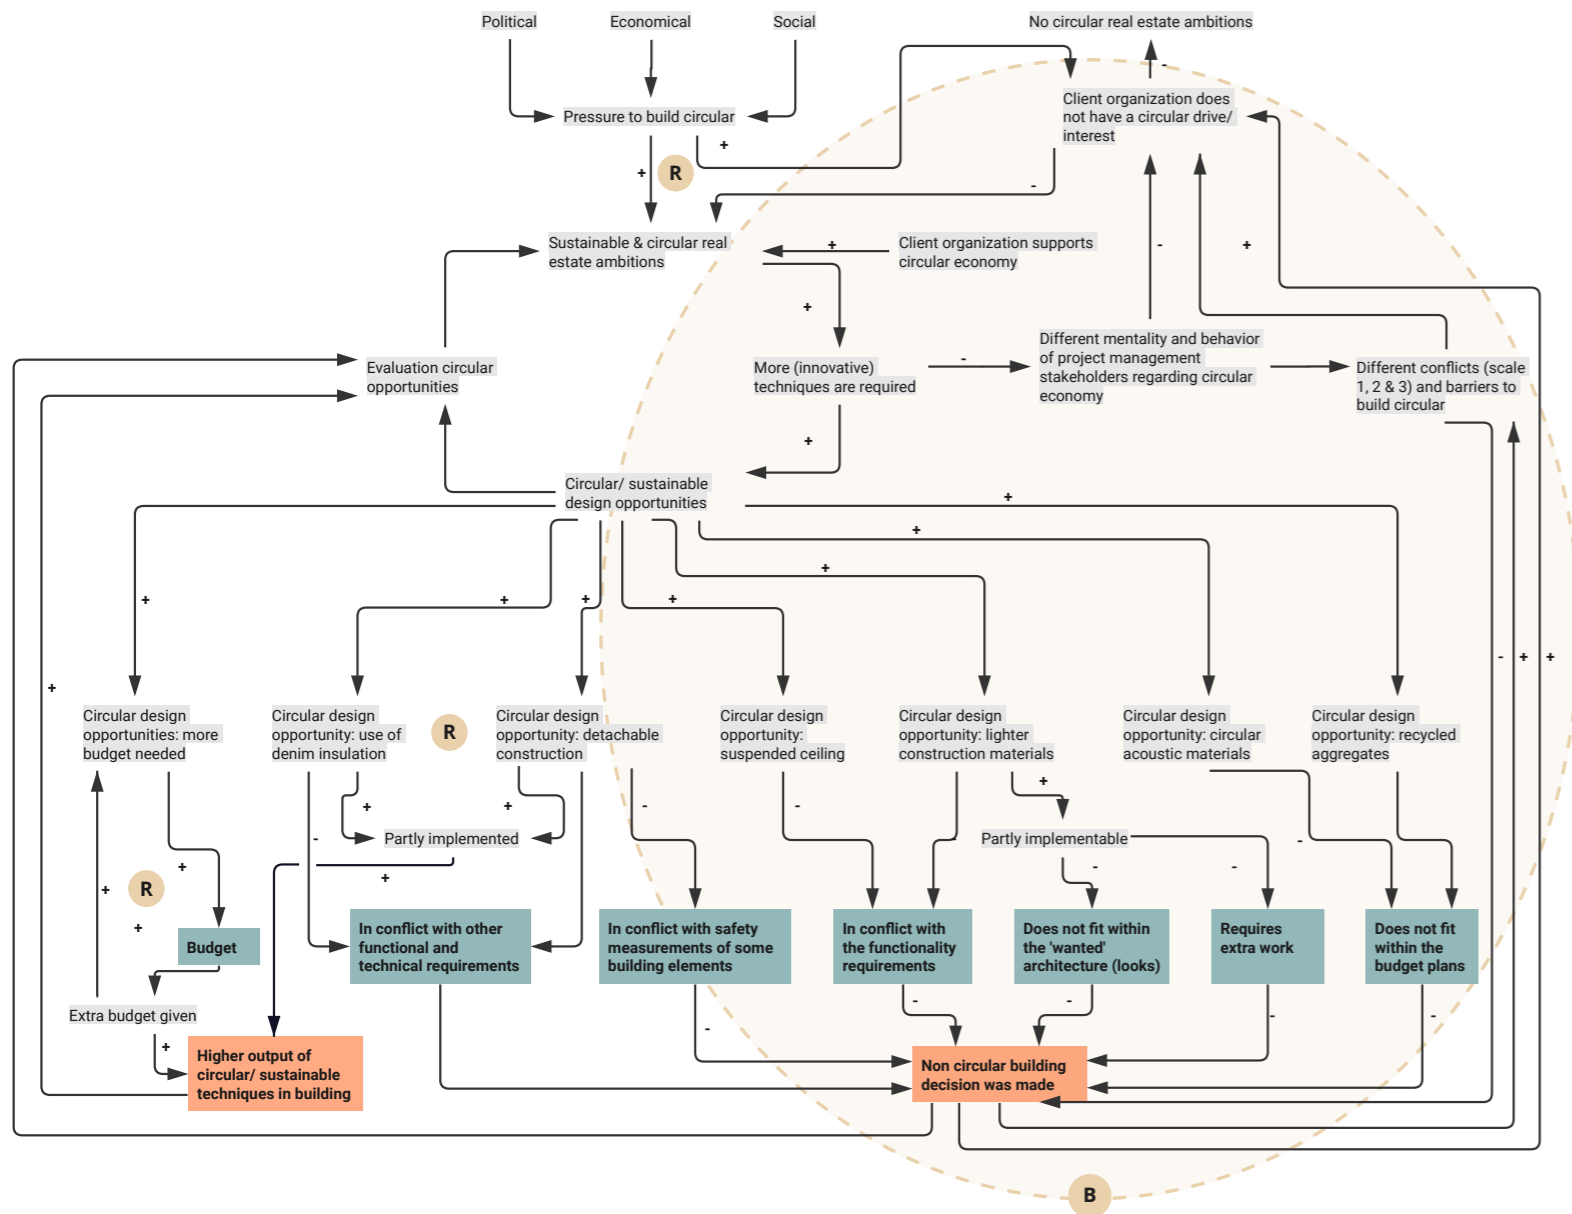 Political
Economical
Social
No circular real estate ambitions
-
Client organization does
not have a circular drive/
interest
Pressure to build circular
+
+
R
-
Sustainable & circular real
estate ambitions
+
Client organization supports
circular economy
-
+
+
Evaluation circular
opportunities
More (innovative)
techniques are required
-
Different mentality and behavior
of project management
stakeholders regarding circular
economy
Different conflicts (scale
1, 2 & 3) and barriers to
build circular
+
Circular/ sustainable
design opportunities
+
+
+
+
+
+
+
-
+
+
+
Circular design
opportunities: more
budget needed
Circular design
opportunity: use of
denim insulation
R
Circular design
opportunity: detachable
construction
Circular design
opportunity:
suspended ceiling
Circular design
opportunity: lighter
construction materials
Circular design
opportunity: circular
acoustic materials
Circular design
opportunity: recycled
aggregates
+
+
+
-
-
-
Partly implemented
Partly implementable
-
-
-
-
+
+
+
R
+
Budget
In conflict with other
functional and
technical requirements
In conflict with safety
measurements of some
building elements
In conflict with
the functionality
requirements
Does not fit within
the 'wanted'
architecture (looks)
Requires
extra work
Does not fit
within the
budget plans
Extra budget given
-
-
-
-
-
+
Higher output of
circular/ sustainable
techniques in building
Non circular building
decision was made
B